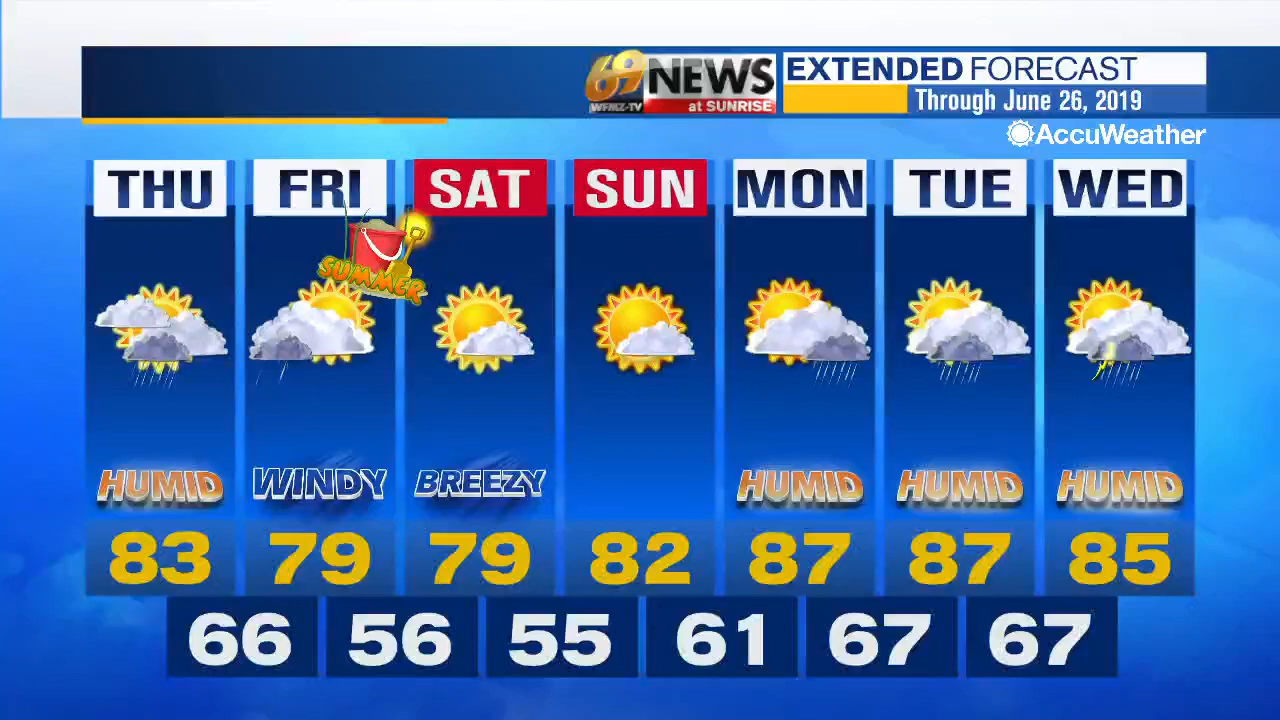 69 NEWS
WFMZ-TV at SUNRISE
EXTENDED FORECAST
Through June 26, 2019
AccuWeather
THU FRI SAT SUN MON TUE WED
SUMMER
HUMID WINDY BREEZY HUMID HUMID HUMID
83 79 79 82 87 87 85
66 56 55 61 67 67